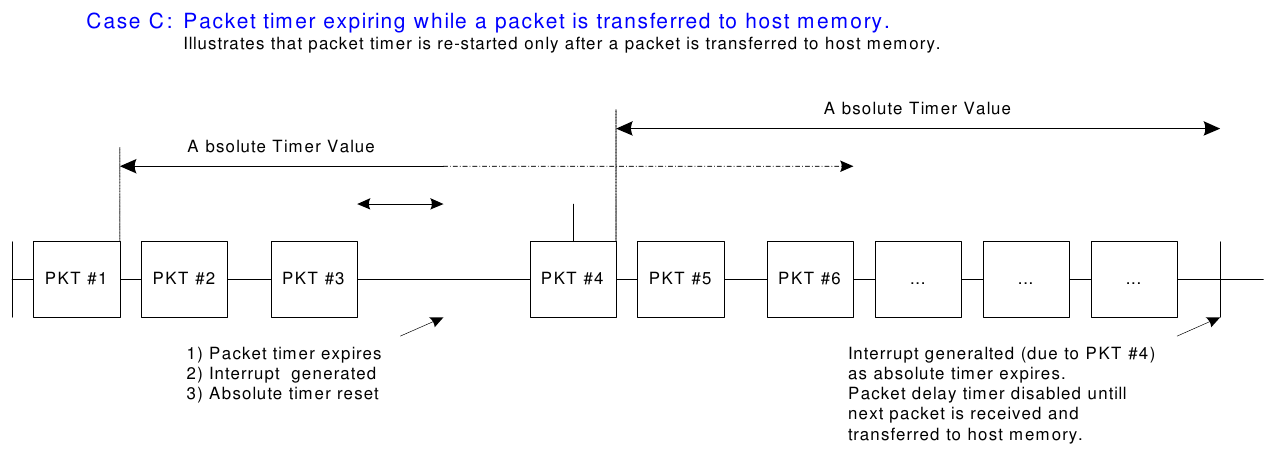 Case C: Packet timer expiring while a packet is transferred to host memory.
Illustrates that packet timer is re-started only after a packet is transferred to host memory.
A bsolute Timer Value
A bsolute Timer Value
PKT #1
PKT #2
PKT #3
PKT #4
PKT #5
PKT #6
...
...
...
1) Packet timer expires
2) Interrupt generated
3) Absolute timer reset
Interrupt generalted (due to PKT #4)
as absolute timer expires.
Packet delay timer disabled untill
next packet is received and
transferred to host memory.